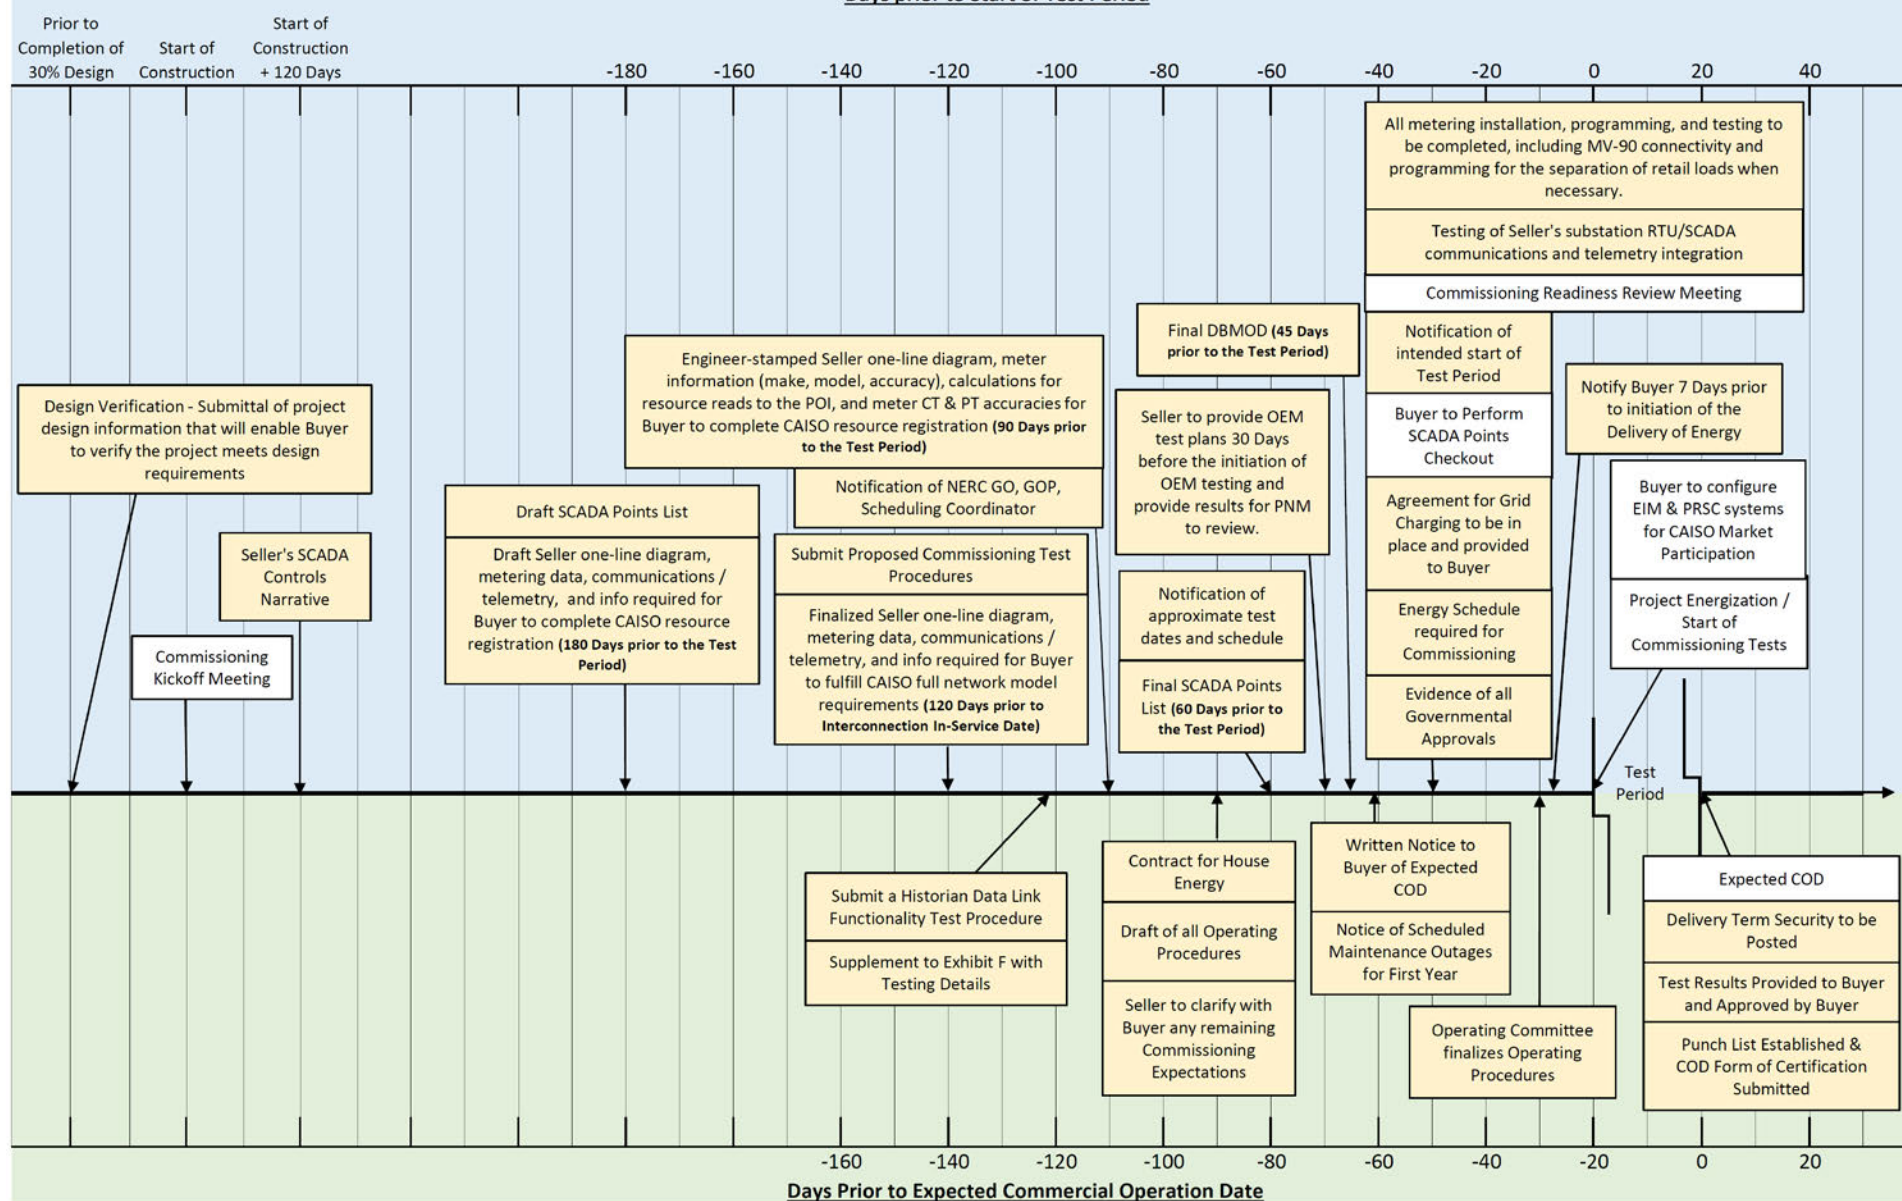 Days prior to Start of Test Period
Prior to
Completion of
30% Design
Start of
Construction
Start of
Construction
+ 120 Days
-180
-160
-140
-120
-100
-80
-60
-40
-20
0
20
40
All metering installation, programming, and testing to
be completed, including MV-90 connectivity and
programming for the separation of retail loads when
necessary.
Testing of Seller's substation RTU/SCADA
communications and telemetry integration
Commissioning Readiness Review Meeting
Final DBMOD (45 Days
prior to the Test Period)
Notification of
intended start of
Test Period
Engineer-stamped Seller one-line diagram, meter
information (make, model, accuracy), calculations for
resource reads to the POI, and meter CT & PT accuracies for
Buyer to complete CAISO resource registration (90 Days prior
to the Test Period)
Notification of NERC GO, GOP,
Scheduling Coordinator
Notify Buyer 7 Days prior
to initiation of the
Delivery of Energy
Design Verification - Submittal of project
design information that will enable Buyer
to verify the project meets design
requirements
Seller to provide OEM
test plans 30 Days
before the initiation of
OEM testing and
provide results for PNM
to review.
Buyer to Perform
SCADA Points
Checkout
Buyer to configure
EIM & PRSC systems
for CAISO Market
Participation
Draft SCADA Points List
Draft Seller one-line diagram,
metering data, communications /
telemetry, and info required for
Buyer to complete CAISO resource
registration (180 Days prior to the Test
Period)
Agreement for Grid
Charging to be in
place and provided
to Buyer
Seller's SCADA
Controls
Narrative
Submit Proposed Commissioning Test
Procedures
Finalized Seller one-line diagram,
metering data, communications /
telemetry, and info required for Buyer
to fulfill CAISO full network model
requirements (120 Days prior to
Interconnection In-Service Date)
Notification of
approximate test
dates and schedule
Final SCADA Points
List (60 Days prior to
the Test Period)
Energy Schedule
required for
Commissioning
Evidence of all
Governmental
Approvals
Project Energization /
Start of
Commissioning Tests
Commissioning
Kickoff Meeting
Test
Period
Submit a Historian Data Link
Functionality Test Procedure
Supplement to Exhibit F with
Testing Details
Contract for House
Energy
Draft of all Operating
Procedures
Seller to clarify with
Buyer any remaining
Commissioning
Expectations
Written Notice to
Buyer of Expected
COD
Notice of Scheduled
Maintenance Outages
for First Year
Operating Committee
finalizes Operating
Procedures
Expected COD
Delivery Term Security to be
Posted
Test Results Provided to Buyer
and Approved by Buyer
Punch List Established &
COD Form of Certification
Submitted
-160
-140
-120
-100
-80
-60
-40
-20
0
20
Days Prior to Expected Commercial Operation Date